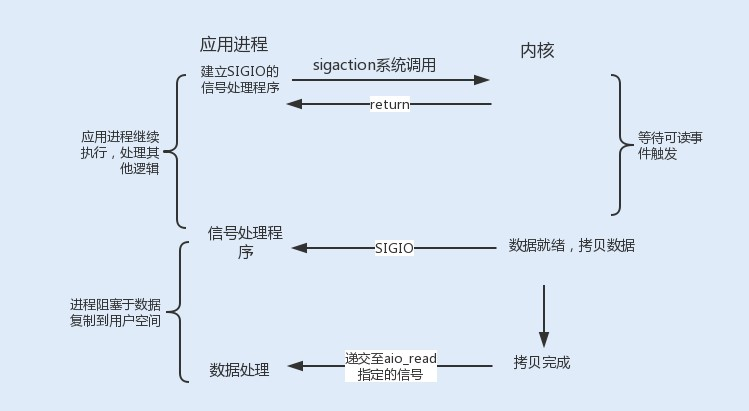 应用进程
内核
建立SIGIO的
信号处理程序
sigaction系统调用
return
应用进程继续
执行，处理其
他逻辑
等待可读事
件触发
信号处理程
序
SIGIO
数据就绪，拷贝数据
进程阻塞于数据
复制到用户空间
数据处理
递交至aio_read
指定的信号
拷贝完成